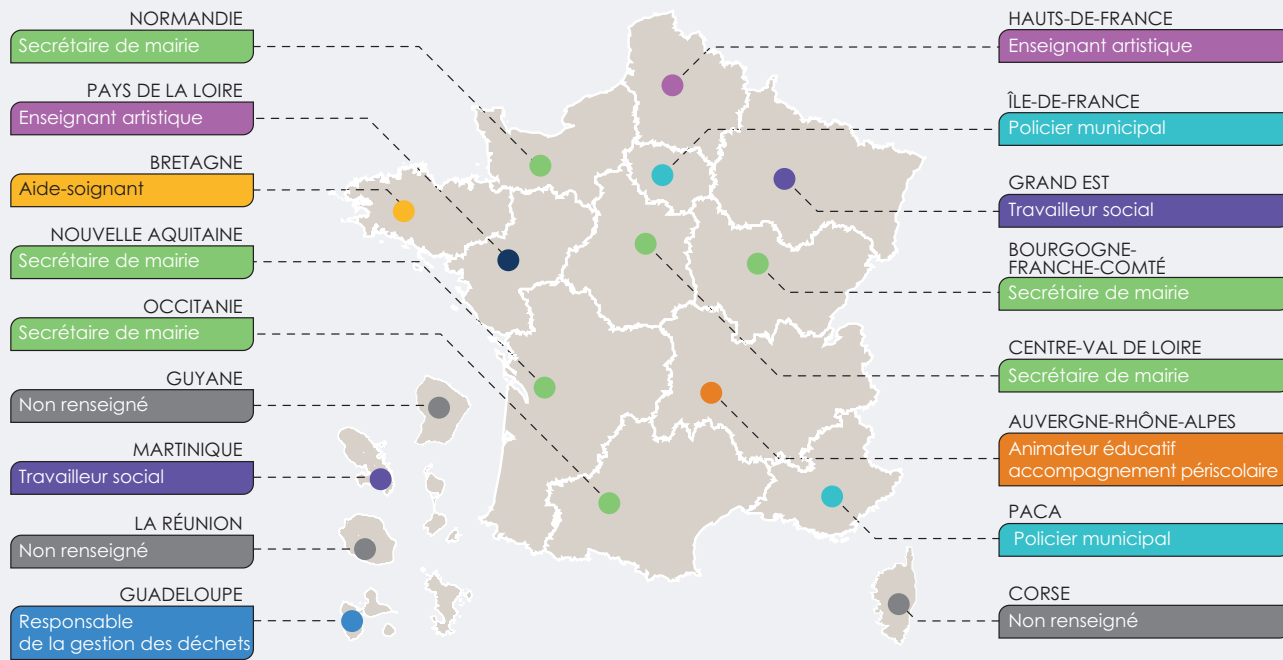 NORMANDIE
Secrétaire de mairie
PAYS DE LA LOIRE
Enseignant artistique
BRETAGNE
Aide-soignant
NOUVELLE AQUITAINE
Secrétaire de mairie
OCCITANIE
Secrétaire de mairie
GUYANE
Non renseigné
MARTINIQUE
Travailleur social
LA RÉUNION
Non renseigné
GUADELOUPE
Responsable
de la gestion des déchets
HAUTS-DE-FRANCE
Enseignant artistique
ÎLE-DE-FRANCE
Policier municipal
GRAND EST
Travailleur social
BOURGOGNE-
FRANCHE-COMTÉ
Secrétaire de mairie
CENTRE-VAL DE LOIRE
Secrétaire de mairie
AUVERGNE-RHÔNE-ALPES
Animateur éducatif
accompagnement périscolaire
PACA
Policier municipal
CORSE
Non renseigné